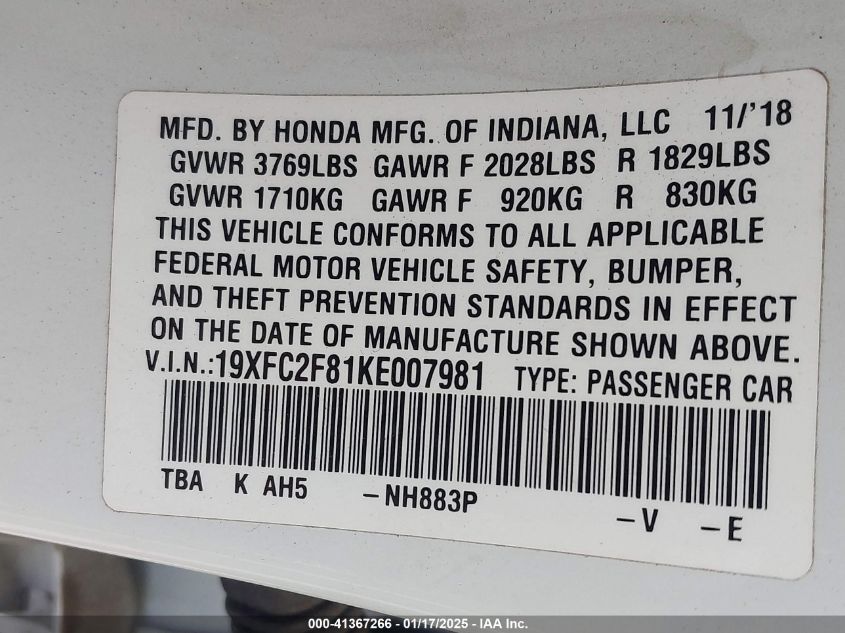 MFD. BY HONDA MFG. OF INDIANA, LLC 11/'18
GVWR 3769LBS GAWR F 2028LBS R 1829LBS
GVWR 1710KG GAWR F 920KG R 830KG
THIS VEHICLE CONFORMS TO ALL APPLICABLE
FEDERAL MOTOR VEHICLE SAFETY, BUMPER,
AND THEFT PREVENTION STANDARDS IN EFFECT
ON THE DATE OF MANUFACTURE SHOWN ABOVE.
V.I.N.:19XFC2F81KE007981 TYPE: PASSENGER CAR
TBA K AH5 -NH883P -V -E
000-41367266 - 01/17/2025 - IAA Inc.